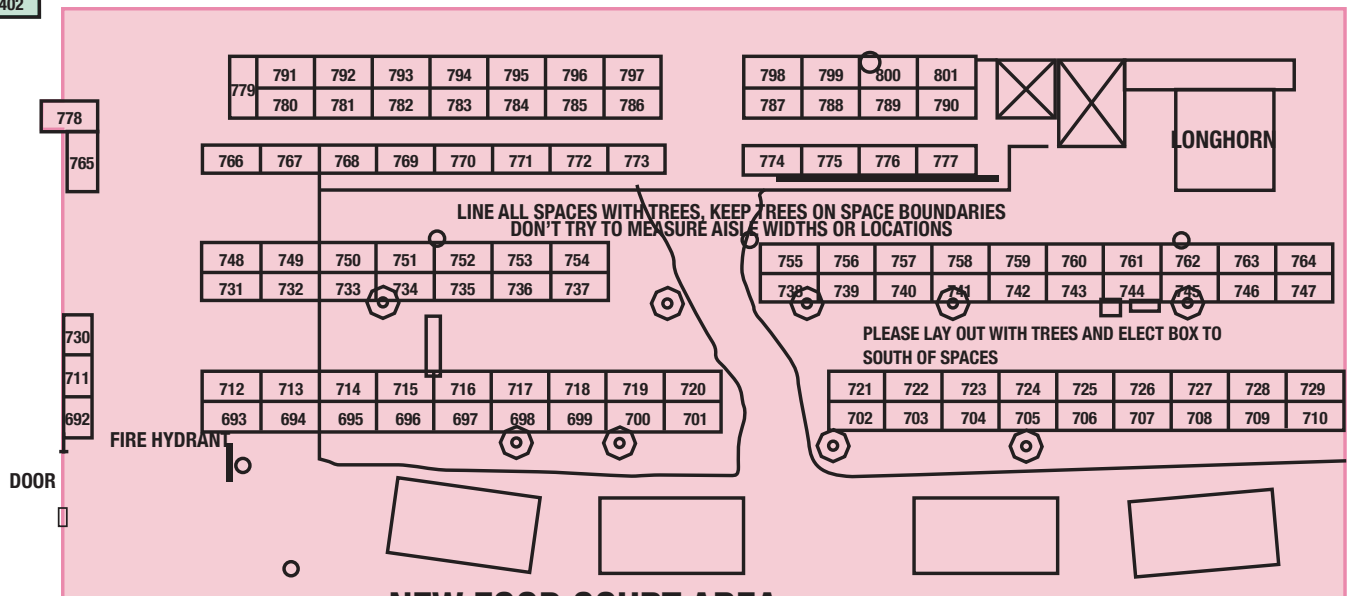 402
791 792 793 794 795 796 797 798 799 800 801
779
780 781 782 783 784 785 786 787 788 789 790
778
765
766 767 768 769 770 771 772 773 774 775 776 777
LONGHORN
LINE ALL SPACES WITH TREES, KEEP TREES ON SPACE BOUNDARIES
DON'T TRY TO MEASURE AISLE WIDTHS OR LOCATIONS
748 749 750 751 752 753 754 755 756 757 758 759 760 761 762 763 764
731 732 733 734 735 736 737 738 739 740 741 742 743 744 745 746 747
PLEASE LAY OUT WITH TREES AND ELECT BOX TO
SOUTH OF SPACES
730
711
692
712 713 714 715 716 717 718 719 720 721 722 723 724 725 726 727 728 729
693 694 695 696 697 698 699 700 701 702 703 704 705 706 707 708 709 710
FIRE HYDRANT
DOOR
NEW FOOD COURT AREA